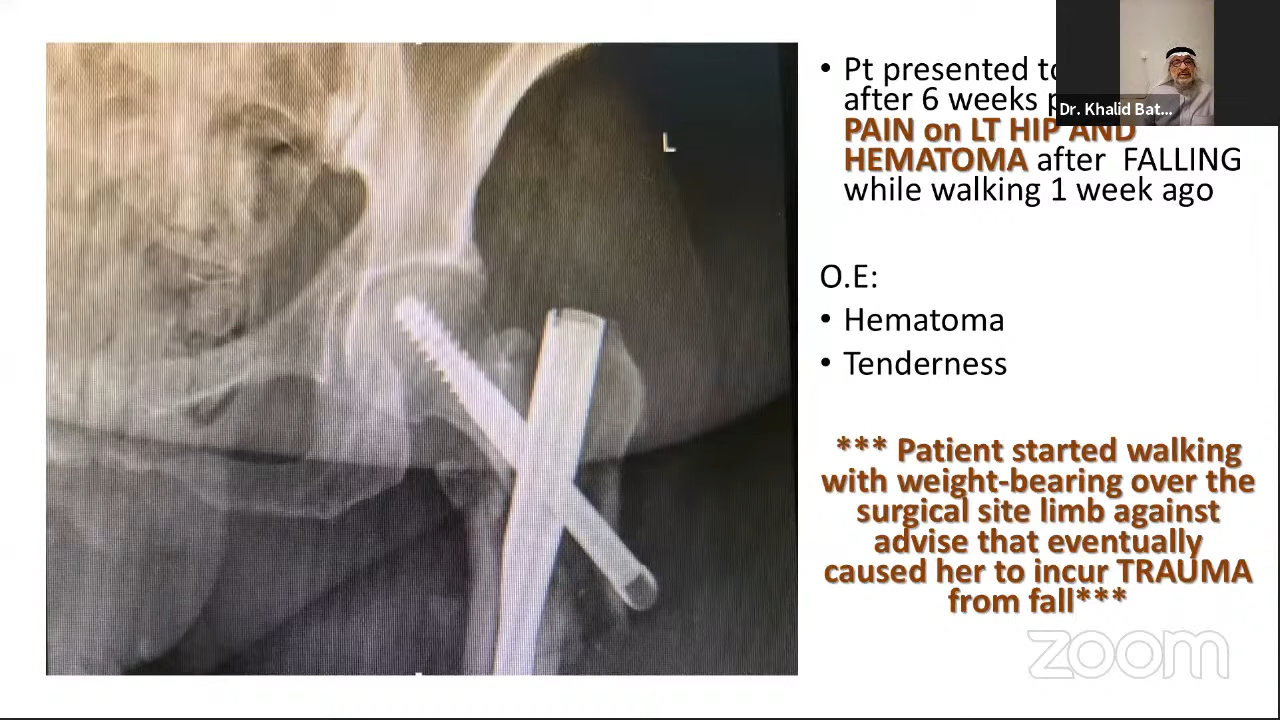 • Pt presented to
after 6 weeks
PAIN on LT HIP AND
HEMATOMA after FALLING
while walking 1 week ago
O.E:
• Hematoma
• Tenderness
*** Patient started walking
with weight-bearing over the
surgical site limb against
advise that eventually
caused her to incur TRAUMA
from fall***
Dr. Khalid Bat...
L
zoom